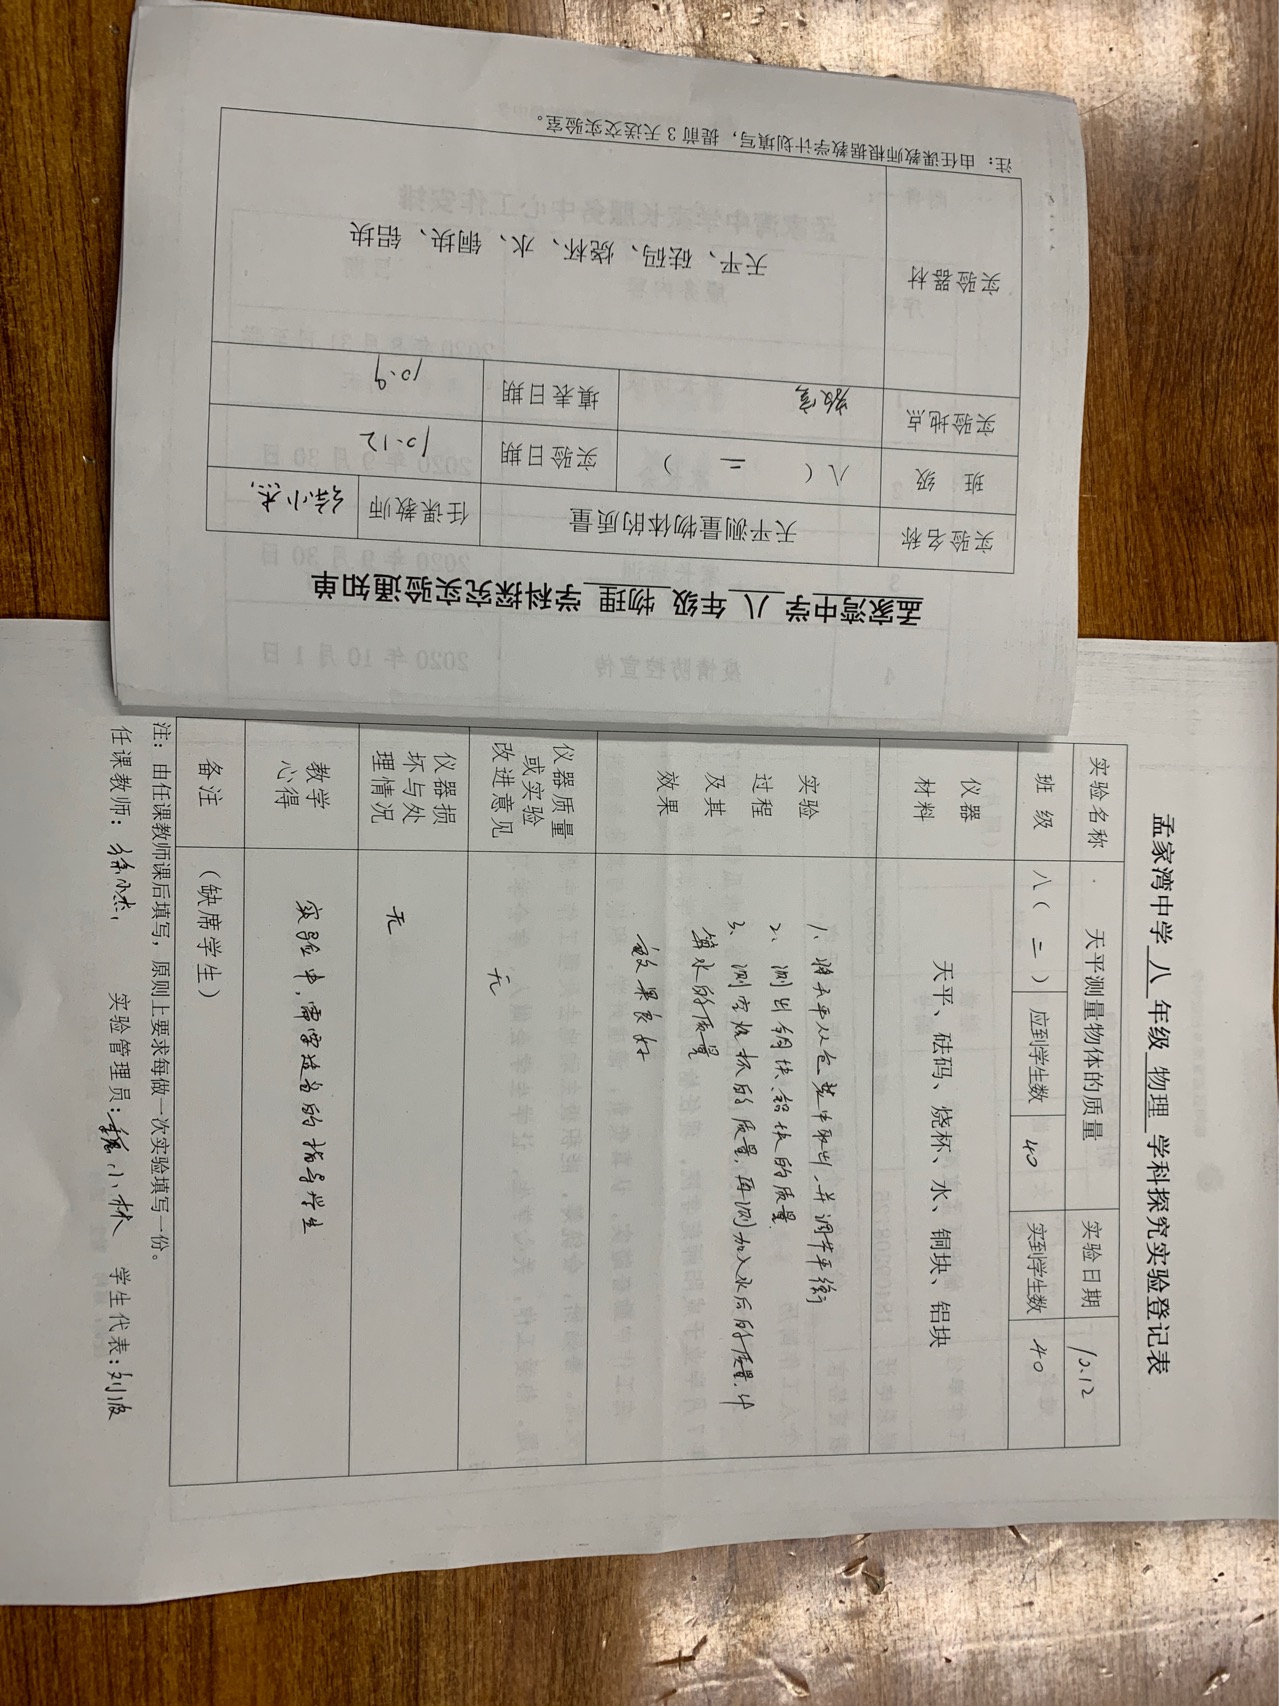 孟家湾中学 八 年级 物理 学科探究实验通知单
实验名称 天平测量物体的质量 任课教师 徐小杰
班 级 八( 二 ) 实验日期 10.12
实验地点 教室 填表日期 10.9
实验器材 天平、砝码、烧杯、水、铜块、铝块
注：由任课教师根据教学计划填写，提前3天送交实验室。
孟家湾中学 八 年级 物理 学科探究实验登记表
实验名称 天平测量物体的质量 实验日期 10.12
班 级 八( 二 ) 应到学生数 40 实到学生数 40
仪器
材料
天平、砝码、烧杯、水、铜块、铝块
实验
过程
及其
效果
1、将天平从仓其中取出，并调节平衡
2、测出铜块、铝块的质量
3、测空烧杯的质量，再测加入水后的质量，计
算水的质量
效果良好
仪器质量
或实验
改进意见
无
仪器损
坏与处
理情况
无
教学
心得
实验中，需要适当的指导学生
备注 （缺席学生）
注：由任课教师课后填写，原则上要求每做一次实验填写一份。
任课教师：徐小杰 实验管理员：小林 学生代表：刘波